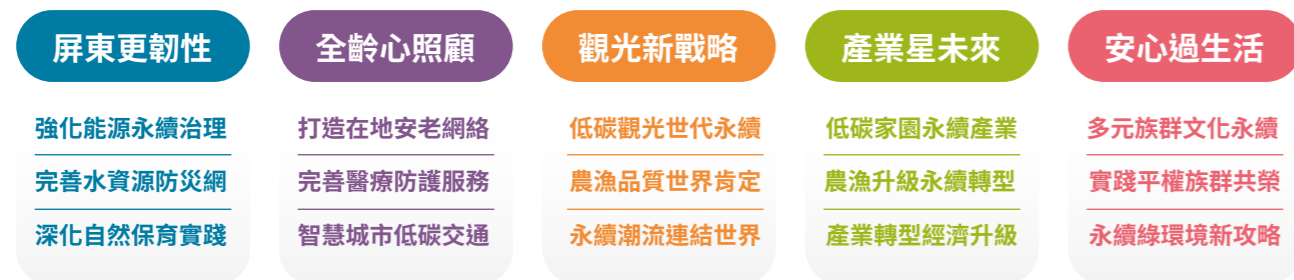 屏東更韌性
強化能源永續治理
完善水資源防災網
深化自然保育實踐
全齡心照顧
打造在地安老網絡
完善醫療防護服務
智慧城市低碳交通
觀光新戰略
低碳觀光世代永續
農漁品質世界肯定
永續潮流連結世界
產業星未來
低碳家園永續產業
農漁升級永續轉型
產業轉型經濟升級
安心過生活
多元族群文化永續
實踐平權族群共榮
永續綠環境新攻略